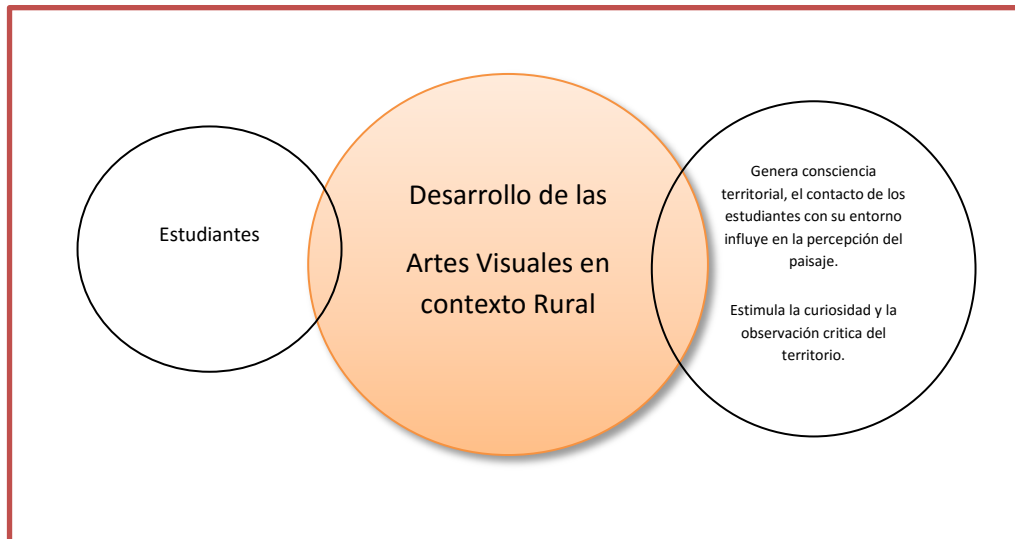 Estudiantes
Desarrollo de las
Artes Visuales en
contexto Rural
Genera consciencia
territorial, el contacto de los
estudiantes con su entorno
influye en la percepción del
paisaje.
Estimula la curiosidad y la
observación critica del
territorio.